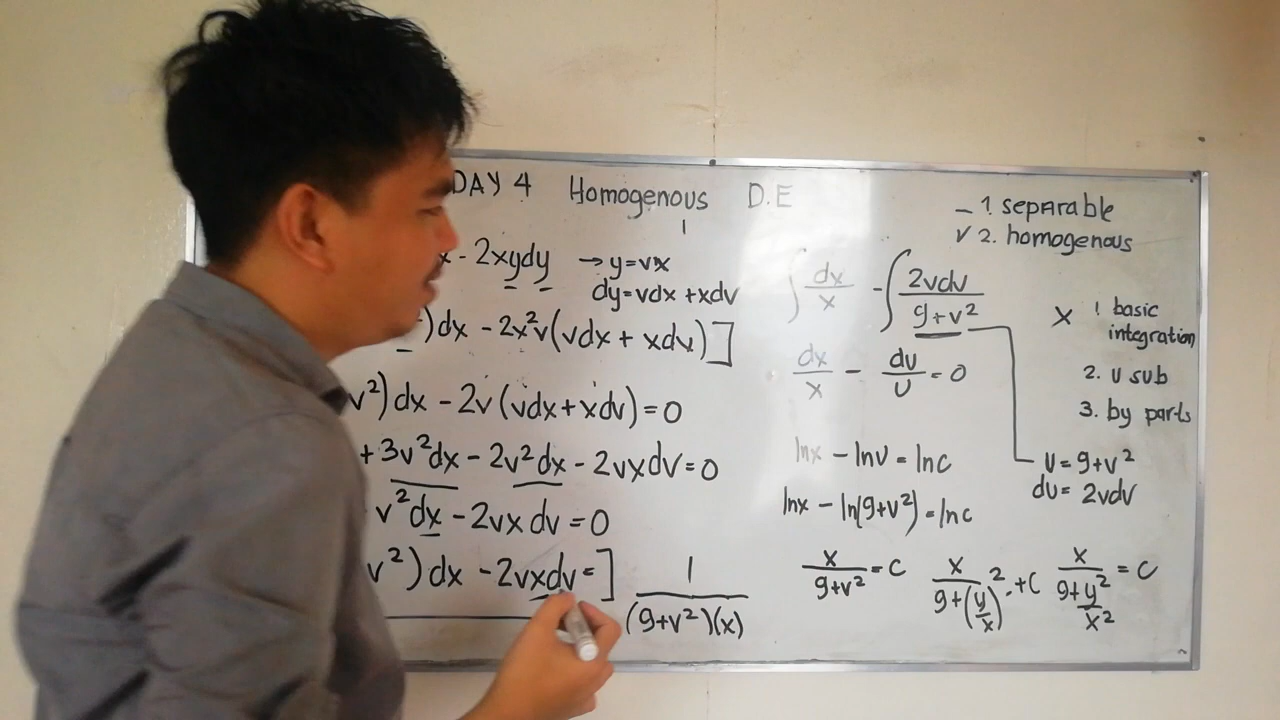 DAY 4 Homogenous D.E
x - 2xydy → y=vx
dy=vdx + xdv
)dx - 2x²v(vdx + xdv)]
v²)dx - 2v(vdx+xdv)=0
+3v²dx - 2v²dx - 2vxdv=0
v²dx - 2vx dv = 0
v²)dx - 2vxdv=] 1/(9+v²)(x)
∫ dx/x - ∫ 2vdv/9+v²
dx/x - du/u = 0
lnx - lnu = lnc
lnx - ln(9+v²) = lnc
x/9+v² = C
x/9+(y/x)² = +C
x/9+y²/x² = C
- 1. separable
✓ 2. homogenous
x 1 basic
integration
2. u sub
3. by parts
u = 9+v²
du = 2vdv